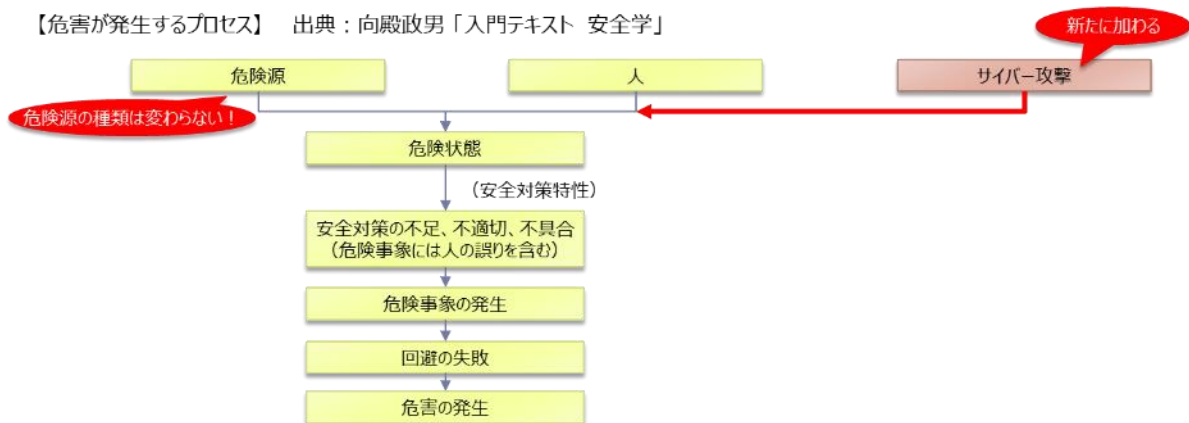 【危害が発生するプロセス】 出典：向殿政男「入門テキスト 安全学」
新たに加わる
危険源
人
サイバー攻撃
危険源の種類は変わらない！
危険状態
（安全対策特性）
安全対策の不足、不適切、不具合
（危険事象には人の誤りを含む）
危険事象の発生
回避の失敗
危害の発生